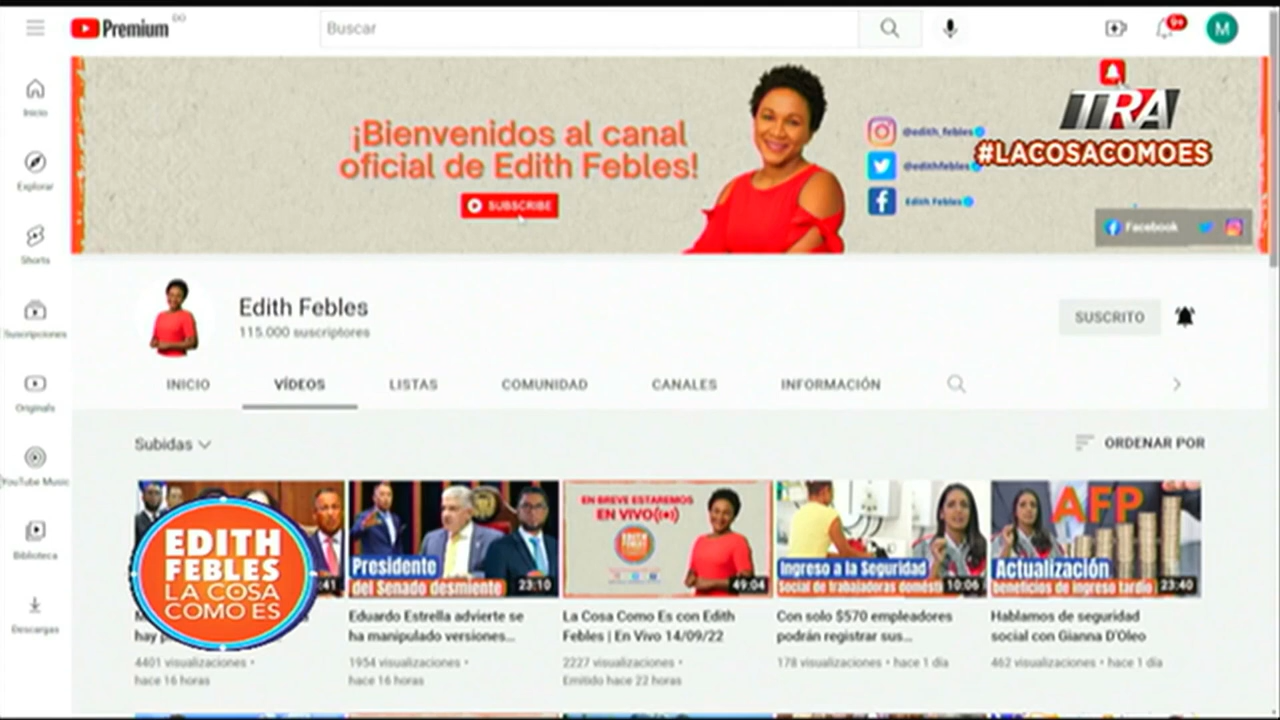 Premium
DO
Buscar
9+
M
Inicio
Explorar
Shorts
Suscripciones
Originals
YouTube Music
Biblioteca
Descargas
¡Bienvenidos al canal
oficial de Edith Febles!
SUBSCRIBE
@edith_febles
@edithfebles
Edith Febles
TRA
#LACOSACOMOES
Facebook
Edith Febles
115.000 suscriptores
SUSCRITO
INICIO
VÍDEOS
LISTAS
COMUNIDAD
CANALES
INFORMACIÓN
Subidas
ORDENAR POR
EDITH
FEBLES
LA COSA
COMO ES
:41
hay
4401 visualizaciones •
hace 16 horas
Presidente
del Senado desmiente
23:10
Eduardo Estrella advierte se
ha manipulado versiones...
1954 visualizaciones •
hace 16 horas
EN BREVE ESTAREMOS
EN VIVO
EDITH
FEBLES
49:04
La Cosa Como Es con Edith
Febles | En Vivo 14/09/22
2227 visualizaciones •
Emitido hace 22 horas
Ingreso a la Seguridad
Social de trabajadoras domést
10:06
Con solo $570 empleadores
podrán registrar sus...
178 visualizaciones • hace 1 día
AFP
Actualización
beneficios de ingreso tardío
23:40
Hablamos de seguridad
social con Gianna D'Oleo
462 visualizaciones • hace 1 día